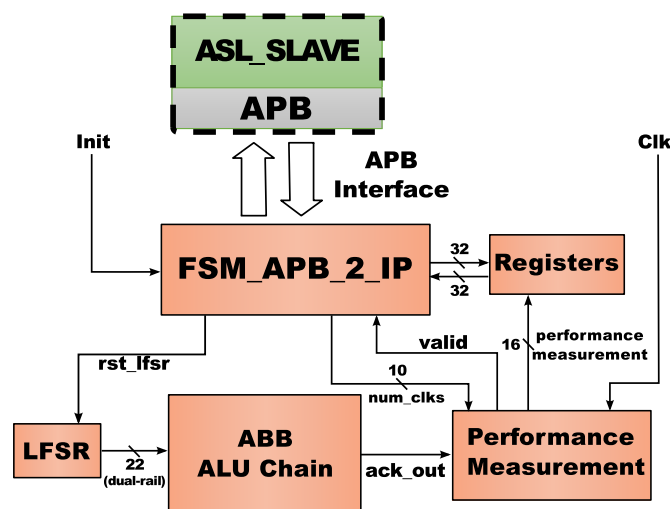 ASL_SLAVE
APB
Init
APB
Interface
Clk
FSM_APB_2_IP
32
32
Registers
rst_lfsr
valid
16
performance
measurement
10
num_clks
LFSR
22
(dual-rail)
ABB
ALU Chain
ack_out
Performance
Measurement